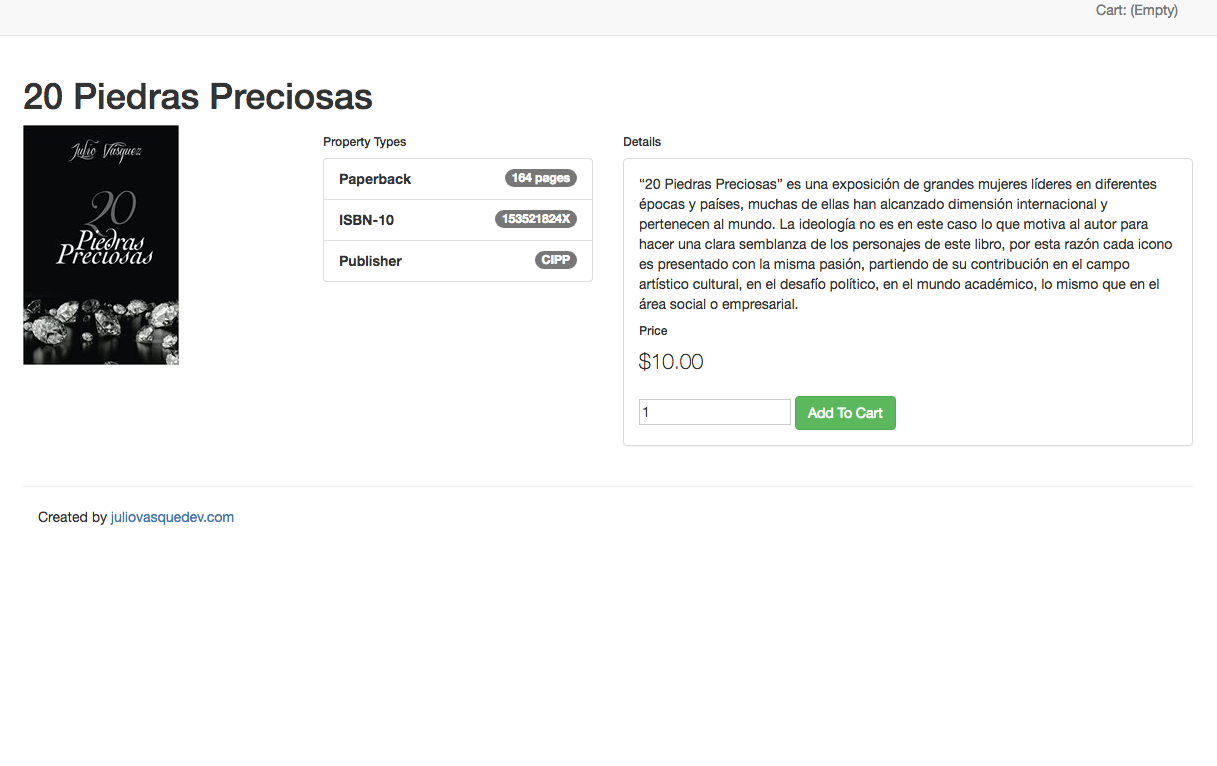 Cart: (Empty)
20 Piedras Preciosas
Julio Vasquez
20
Piedras
Preciosas
Property Types
Paperback 164 pages
ISBN-10 153521824X
Publisher CIPP
Details
“20 Piedras Preciosas” es una exposición de grandes mujeres líderes en diferentes
épocas y países, muchas de ellas han alcanzado dimensión internacional y
pertenecen al mundo. La ideología no es en este caso lo que motiva al autor para
hacer una clara semblanza de los personajes de este libro, por esta razón cada icono
es presentado con la misma pasión, partiendo de su contribución en el campo
artístico cultural, en el desafío político, en el mundo académico, lo mismo que en el
área social o empresarial.
Price
$10.00
1 Add To Cart
Created by juliovasquedev.com